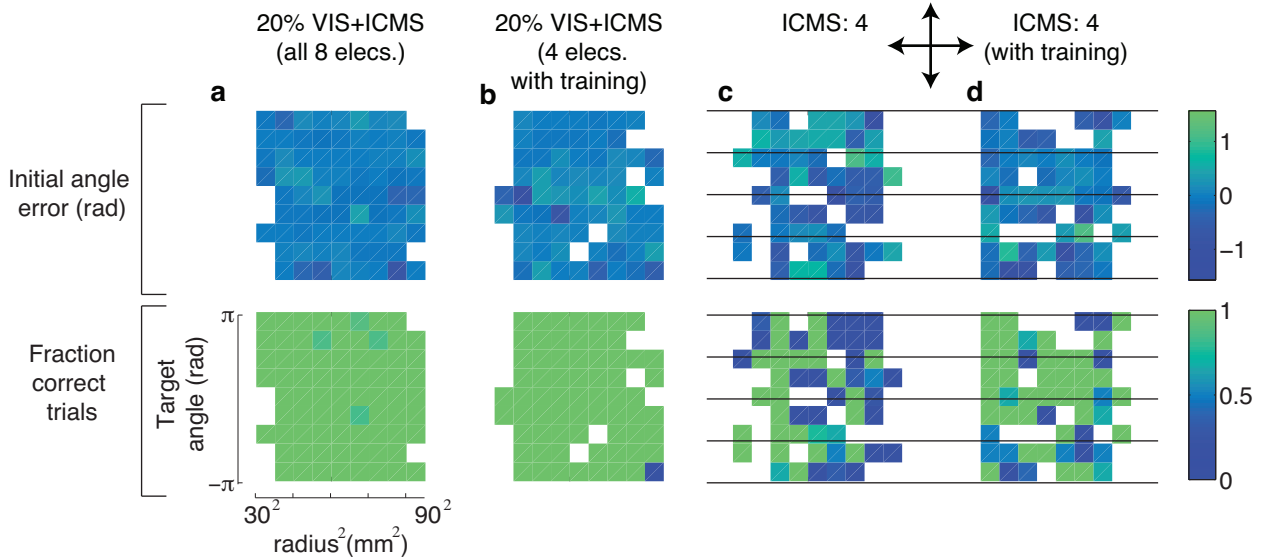 20% VIS+ICMS
(all 8 elecs.)
20% VIS+ICMS
(4 elecs.
with training)
ICMS: 4
ICMS: 4
(with training)
a
b
c
d
Initial angle
error (rad)
1
0
−1
Fraction
correct
trials
Target
angle (rad)
π
−π
30²
90²
radius²(mm²)
1
0.5
0